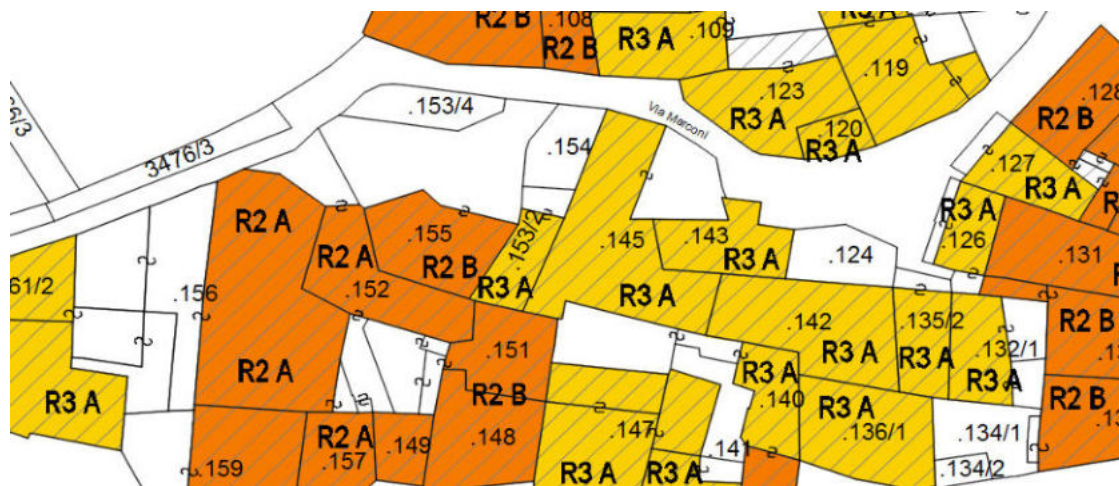 R2 B
.108
R2 B
R3 A
.109
R3 A
.119
.123
R3 A
.120
R3 A
Via Marconi
.128
R2 B
.127
R3 A
.153/4
3476/3
.154
R2 A
.155
R2 B
R2 A
.153/2
R3 A
.145
R3 A
.143
R3 A
.124
R3 A
.126
.131
.156
.152
R2 A
.151
R2 B
.142
R3 A
.135/2
R3 A
.132/1
R3 A
R2 B
R3 A
R2 A
.149
.157
.159
.148
.147
R3 A
R3 A
.141
R3 A
.140
R3 A
.136/1
.134/1
.134/2
R2 B